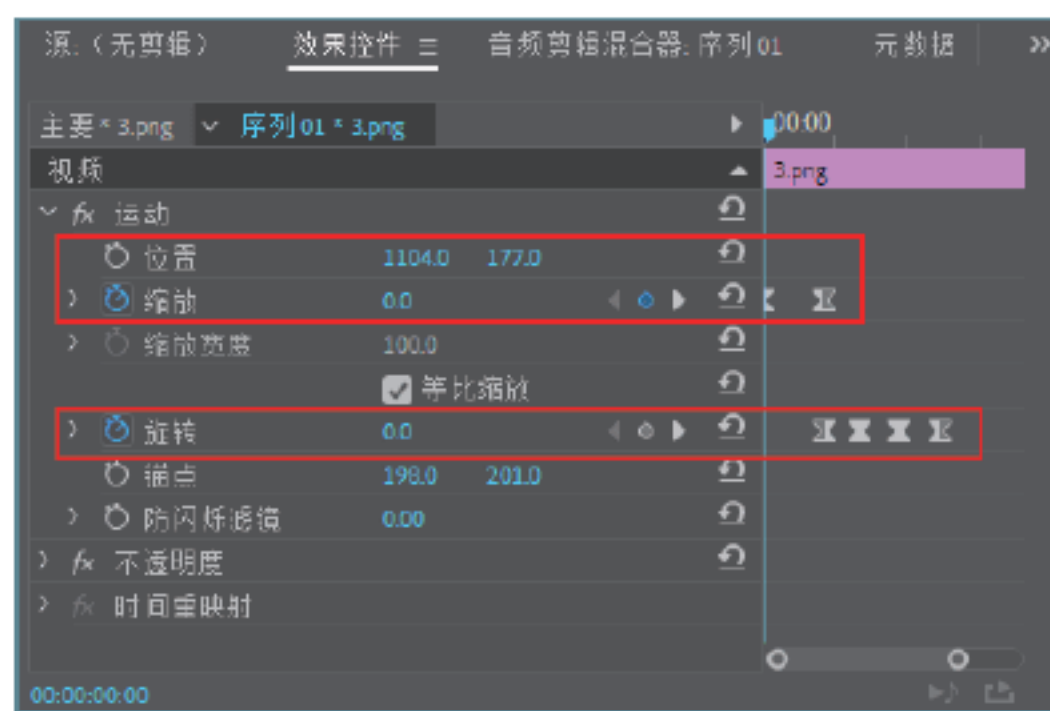 源:（无剪辑） 效果控件 ≡ 音频剪辑混合器: 序列 01 元数据 »
主要 * 3.png 序列 01 * 3.png 00:00
视频 3.png
fx 运动
位置 1104.0 177.0
缩放 0.0
缩放宽度 100.0
等比缩放
旋转 0.0
锚点 198.0 201.0
防闪烁滤镜 0.00
fx 不透明度
fx 时间重映射
00:00:00:00